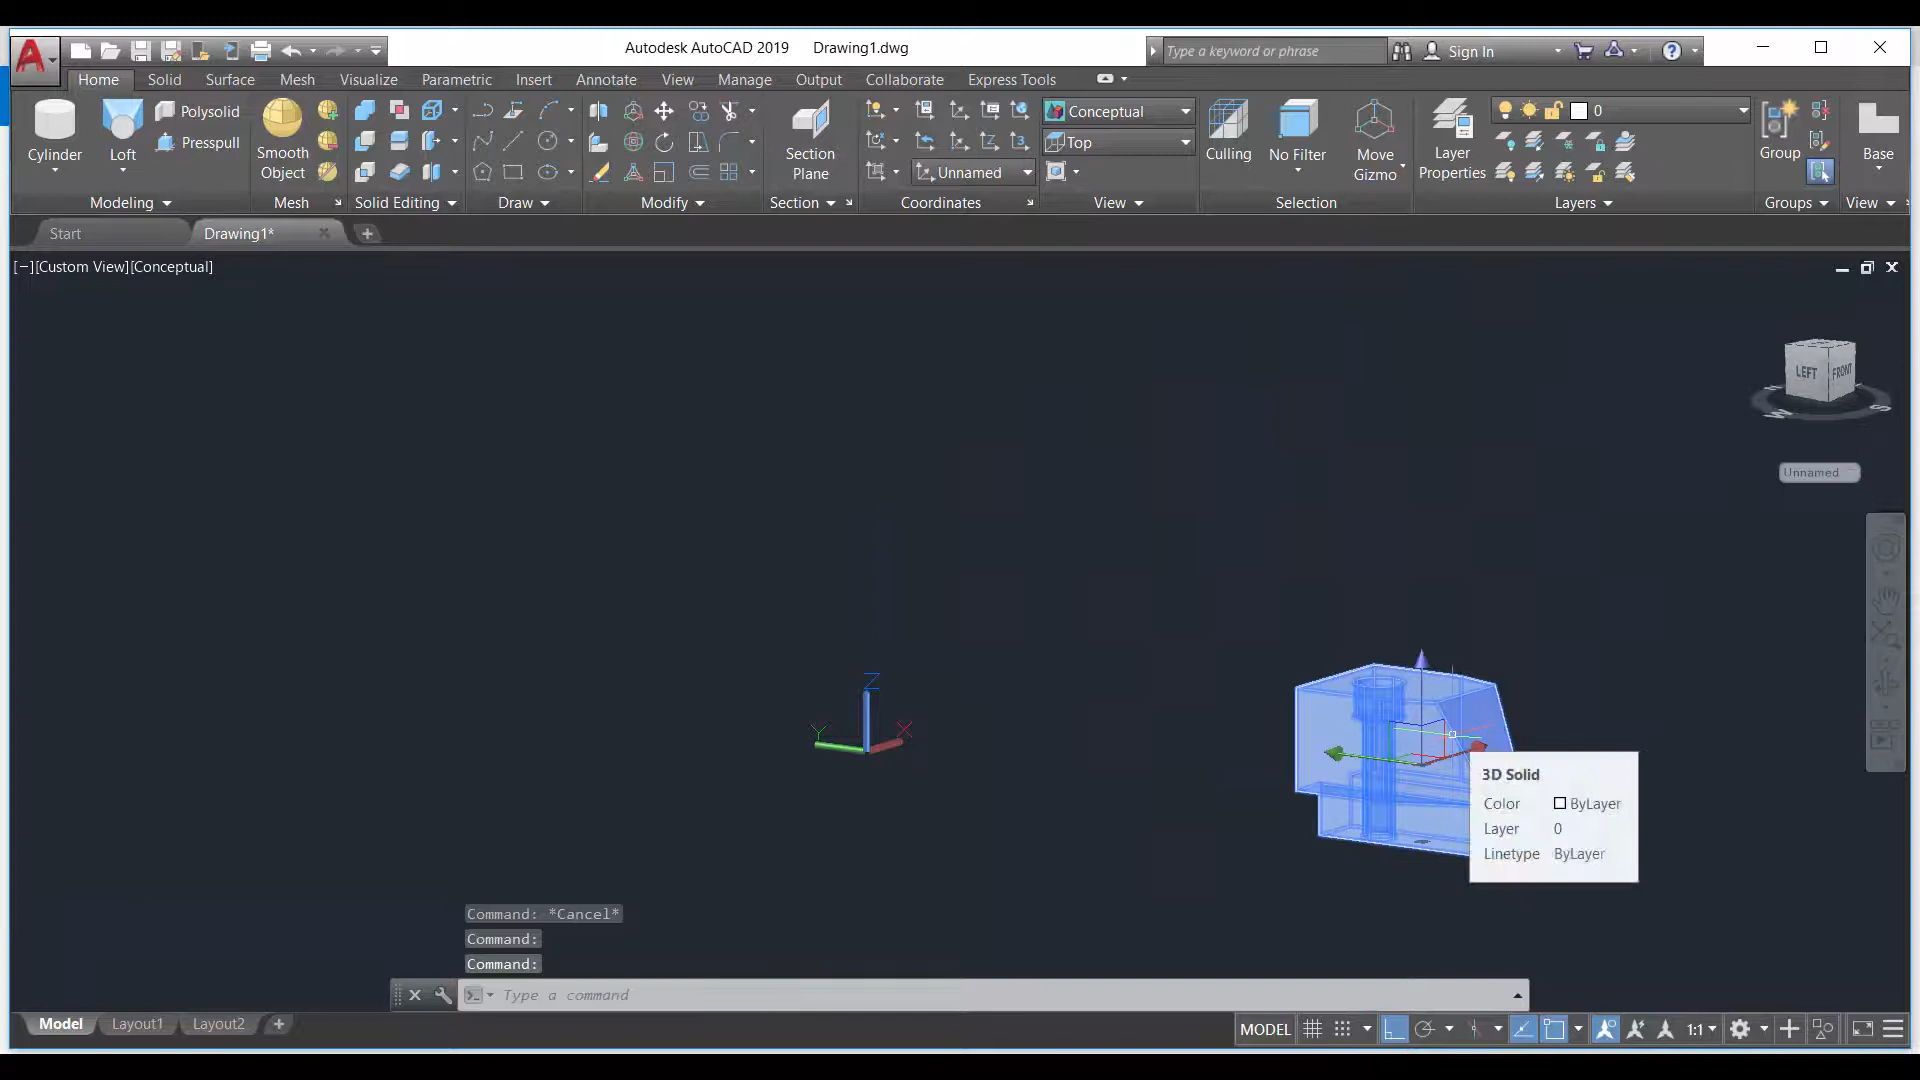 Autodesk AutoCAD 2019 Drawing1.dwg
Type a keyword or phrase
Sign In
Home Solid Surface Mesh Visualize Parametric Insert Annotate View Manage Output Collaborate Express Tools
Cylinder
Loft
Polysolid
Presspull
Smooth
Object
Section
Plane
Conceptual
Top
Unnamed
Culling
No Filter
Move
Gizmo
Layer
Properties
0
Group
Base
Modeling
Mesh
Solid Editing
Draw
Modify
Section
Coordinates
View
Selection
Layers
Groups
View
Start
Drawing1*
[−][Custom View][Conceptual]
LEFT
FRONT
W
S
Unnamed
Z
Y
X
3D Solid
Color ByLayer
Layer 0
Linetype ByLayer
Command: *Cancel*
Command:
Command:
Type a command
Model
Layout1
Layout2
MODEL
1:1